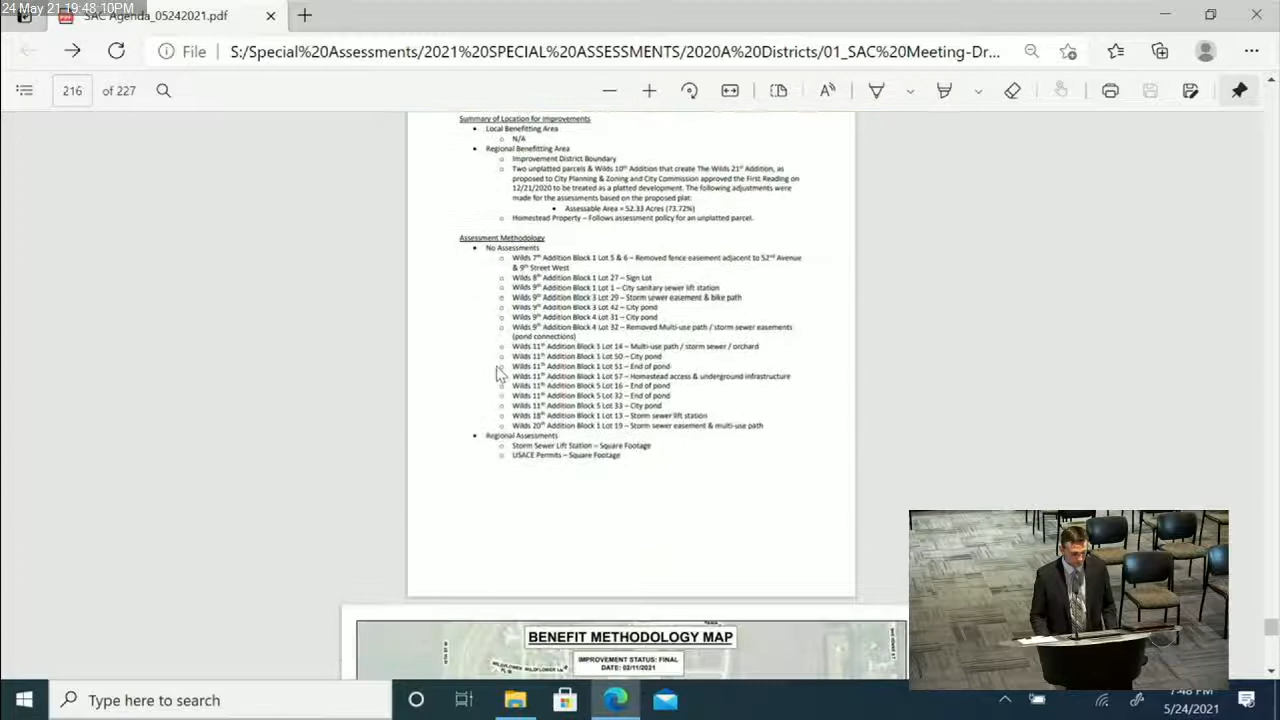 24 May 21 19:48:10PM
SAC Agenda_05242021.pdf
File S:/Special%20Assessments/2021%20SPECIAL%20ASSESSMENTS/2020A%20Districts/01_SAC%20Meeting-Dr...
216 of 227
Summary of Location for Improvements
Local Benefitting Area
N/A
Regional Benefitting Area
Improvement District Boundary
Two unplatted parcels & Wilds 10th Addition that create The Wilds 21st Addition, as
proposed to City Planning & Zoning and City Commission approved the First Reading on
12/21/2020 to be treated as a platted development. The following adjustments were
made for the assessments based on the proposed plat:
Assessable Area = 52.33 Acres (73.72%)
Homestead Property – Follows assessment policy for an unplatted parcel.
Assessment Methodology
No Assessments
Wilds 7th Addition Block 1 Lot 5 & 6 – Removed fence easement adjacent to 52nd Avenue
& 9th Street West
Wilds 8th Addition Block 1 Lot 27 – Sign Lot
Wilds 9th Addition Block 1 Lot 1 – City sanitary sewer lift station
Wilds 9th Addition Block 3 Lot 29 – Storm sewer easement & bike path
Wilds 9th Addition Block 3 Lot 42 – City pond
Wilds 9th Addition Block 4 Lot 31 – City pond
Wilds 9th Addition Block 4 Lot 32 – Removed Multi-use path / storm sewer easements
(pond connections)
Wilds 11th Addition Block 3 Lot 14 – Multi-use path / storm sewer / orchard
Wilds 11th Addition Block 1 Lot 50 – City pond
Wilds 11th Addition Block 1 Lot 51 – End of pond
Wilds 11th Addition Block 1 Lot 57 – Homestead access & underground infrastructure
Wilds 11th Addition Block 5 Lot 16 – End of pond
Wilds 11th Addition Block 5 Lot 32 – End of pond
Wilds 11th Addition Block 5 Lot 33 – City pond
Wilds 18th Addition Block 1 Lot 13 – Storm sewer lift station
Wilds 20th Addition Block 1 Lot 19 – Storm sewer easement & multi-use path
Regional Assessments
Storm Sewer Lift Station – Square Footage
USACE Permits – Square Footage
BENEFIT METHODOLOGY MAP
IMPROVEMENT STATUS: FINAL
DATE: 02/11/2021
Type here to search
7:48 PM
5/24/2021